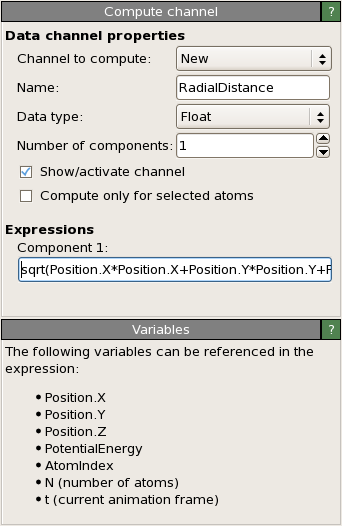 Compute channel ?
Data channel properties
Channel to compute: New
Name: RadialDistance
Data type: Float
Number of components: 1
Show/activate channel
Compute only for selected atoms
Expressions
Component 1:
sqrt(Position.X*Position.X+Position.Y*Position.Y+P
Variables ?
The following variables can be referenced in the
expression:
• Position.X
• Position.Y
• Position.Z
• PotentialEnergy
• AtomIndex
• N (number of atoms)
• t (current animation frame)